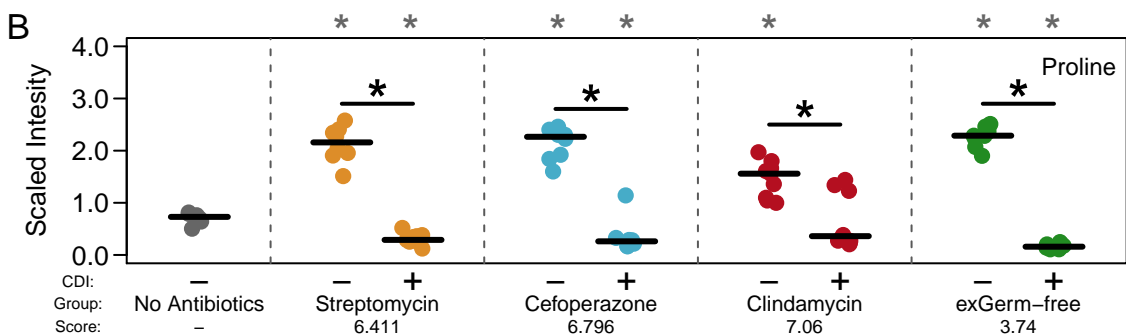 B * * * * * * *
4.0
Proline
* * * *
3.0
2.0
1.0
0.0
Scaled Intesity
CDI: − − + − + − + − +
Group: No Antibiotics Streptomycin Cefoperazone Clindamycin exGerm−free
Score: − 6.411 6.796 7.06 3.74